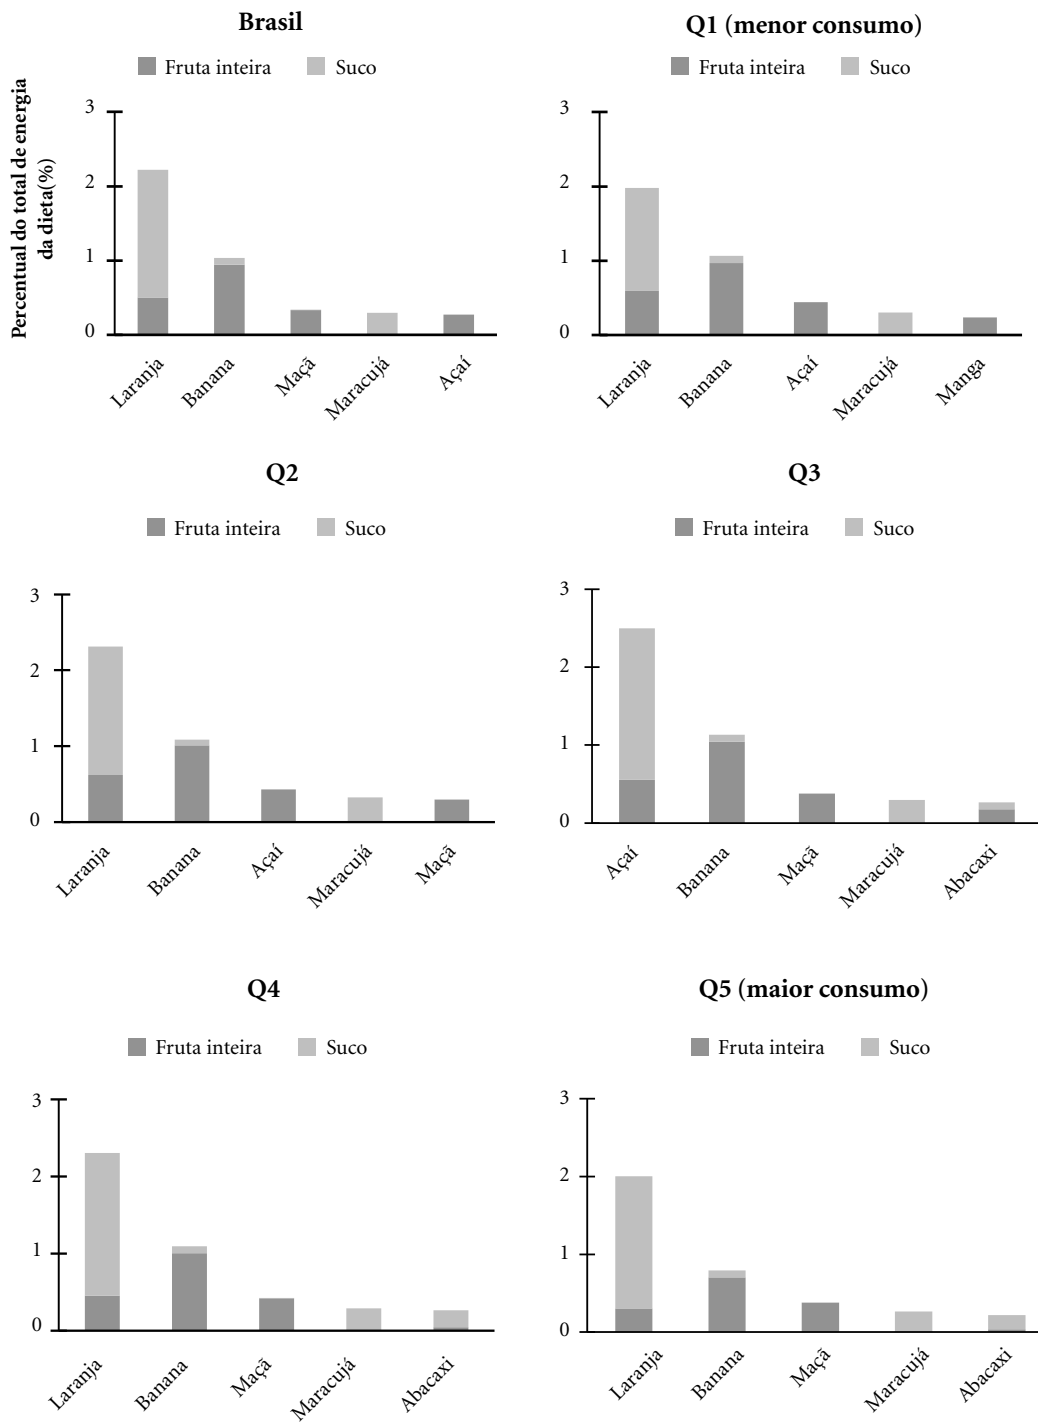 Brasil
Fruta inteira Suco
Percentual do total de energia
da dieta(%)
3
2
1
0
Laranja
Banana
Maçã
Maracujá
Açaí
Q1 (menor consumo)
Fruta inteira Suco
3
2
1
0
Laranja
Banana
Açaí
Maracujá
Manga
Q2
Fruta inteira Suco
3
2
1
0
Laranja
Banana
Açaí
Maracujá
Maçã
Q3
Fruta inteira Suco
3
2
1
0
Açaí
Banana
Maçã
Maracujá
Abacaxi
Q4
Fruta inteira Suco
3
2
1
0
Laranja
Banana
Maçã
Maracujá
Abacaxi
Q5 (maior consumo)
Fruta inteira Suco
3
2
1
0
Laranja
Banana
Maçã
Maracujá
Abacaxi